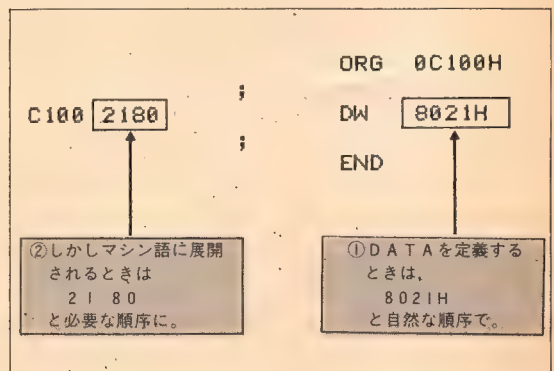 ORG 0C100H
;
C100 2180
DW 8021H
;
END
②しかしマシン語に展開
されるときは
21 80
と必要な順序に。
①DATAを定義する
ときは,
8021H
と自然な順序で。